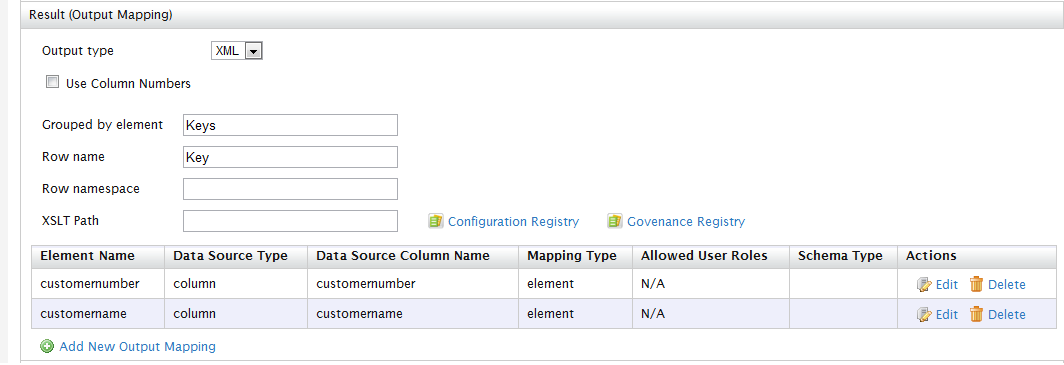 Result (Output Mapping)
Output type XML
Use Column Numbers
Grouped by element Keys
Row name Key
Row namespace
XSLT Path Configuration Registry Govenance Registry
Element Name Data Source Type Data Source Column Name Mapping Type Allowed User Roles Schema Type Actions
customernumber column customernumber element N/A Edit Delete
customername column customername element N/A Edit Delete
Add New Output Mapping